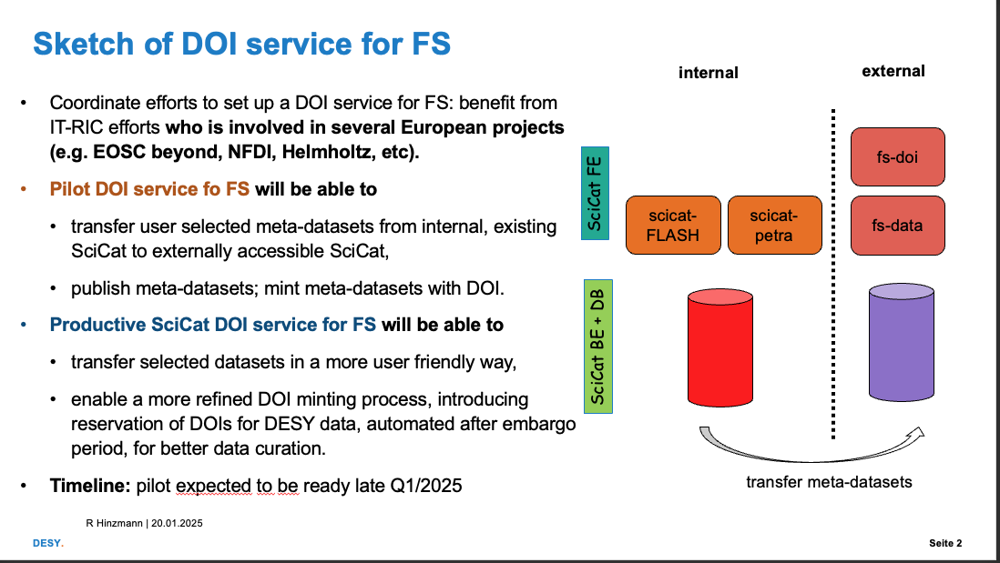 Sketch of DOI service for FS
• Coordinate efforts to set up a DOI service for FS: benefit from
IT-RIC efforts who is involved in several European projects
(e.g. EOSC beyond, NFDI, Helmholtz, etc).
• Pilot DOI service fo FS will be able to
• transfer user selected meta-datasets from internal, existing
SciCat to externally accessible SciCat,
• publish meta-datasets; mint meta-datasets with DOI.
• Productive SciCat DOI service for FS will be able to
• transfer selected datasets in a more user friendly way,
• enable a more refined DOI minting process, introducing
reservation of DOIs for DESY data, automated after embargo
period, for better data curation.
• Timeline: pilot expected to be ready late Q1/2025
internal
external
SciCat FE
scicat-
FLASH
scicat-
petra
fs-doi
fs-data
SciCat BE + DB
transfer meta-datasets
R Hinzmann | 20.01.2025
DESY.
Seite 2